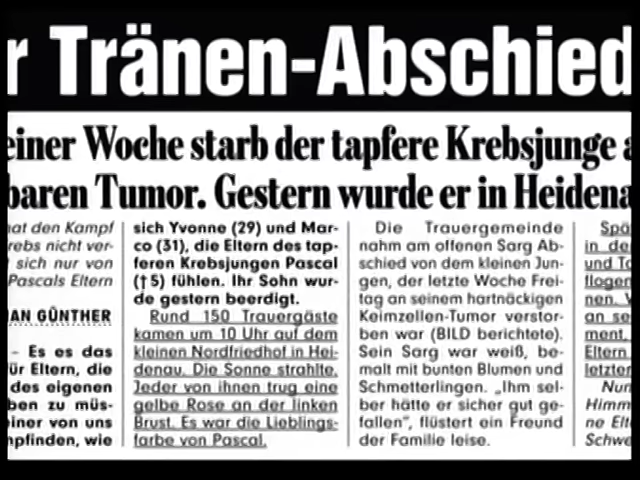 r Tränen-Abschied
einer Woche starb der tapfere Krebsjunge a
baren Tumor. Gestern wurde er in Heidena
at den Kampf
rebs nicht ver-
sich nur von
Pascals Eltern
AN GÜNTHER
– Es es das
ür Eltern, die
des eigenen
ben zu müs-
iner von uns
pfinden, wie
sich Yvonne (29) und Mar-
co (31), die Eltern des tap-
feren Krebsjungen Pascal
(†5) fühlen. Ihr Sohn wur-
de gestern beerdigt.
Rund 150 Trauergäste
kamen um 10 Uhr auf dem
kleinen Nordfriedhof in Hei-
denau. Die Sonne strahlte.
Jeder von ihnen trug eine
gelbe Rose an der linken
Brust. Es war die Lieblings-
farbe von Pascal.
Die Trauergemeinde
nahm am offenen Sarg Ab-
schied von dem kleinen Jun-
gen, der letzte Woche Frei-
tag an seinem hartnäckigen
Keimzellen-Tumor verstor-
ben war (BILD berichtete).
Sein Sarg war weiß, be-
malt mit bunten Blumen und
Schmetterlingen. „Ihm sel-
ber hätte er sicher gut ge-
fallen", flüstert ein Freund
der Familie leise.
Spä
in de
und Ta
flogen
nen. V
an se
ment,
Eltern
letzten
Nun
Himm
ne Elt
Schwe